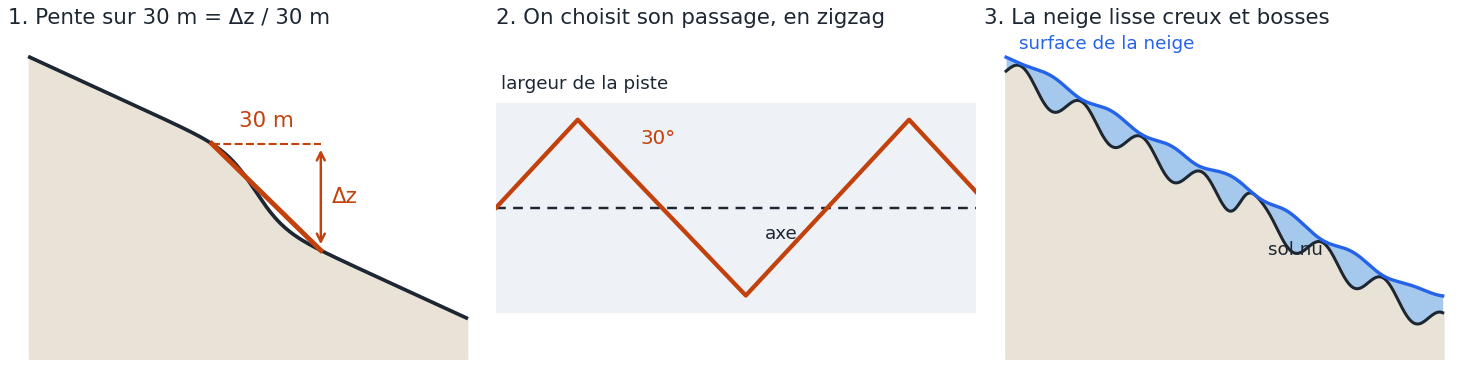 1. Pente sur 30 m = Δz / 30 m
30 m
Δz
2. On choisit son passage, en zigzag
largeur de la piste
30°
axe
3. La neige lisse creux et bosses
surface de la neige
sol nu